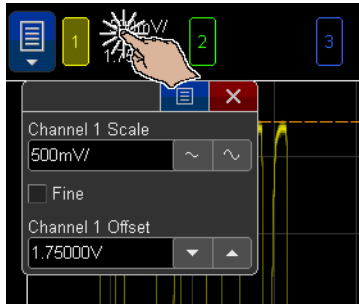 1
2
3
Channel 1 Scale
500mV/
Fine
Channel 1 Offset
1.75000V